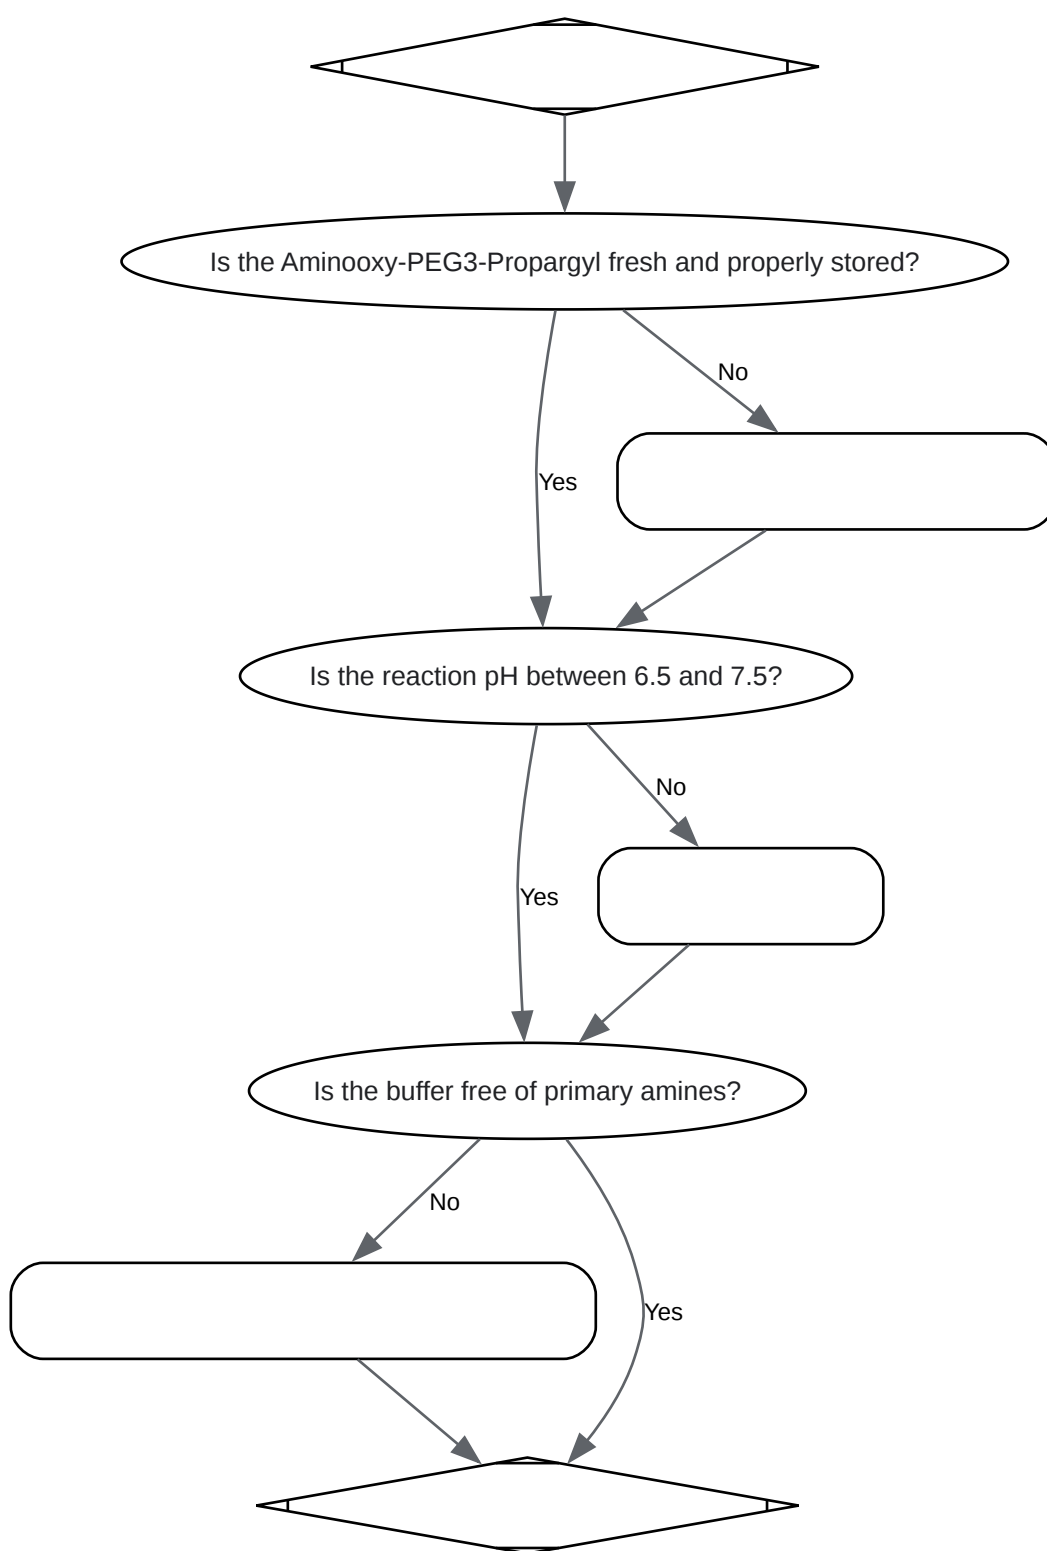 Is the Aminooxy-PEG3-Propargyl fresh and properly stored?
No
Yes
Is the reaction pH between 6.5 and 7.5?
No
Yes
Is the buffer free of primary amines?
No
Yes